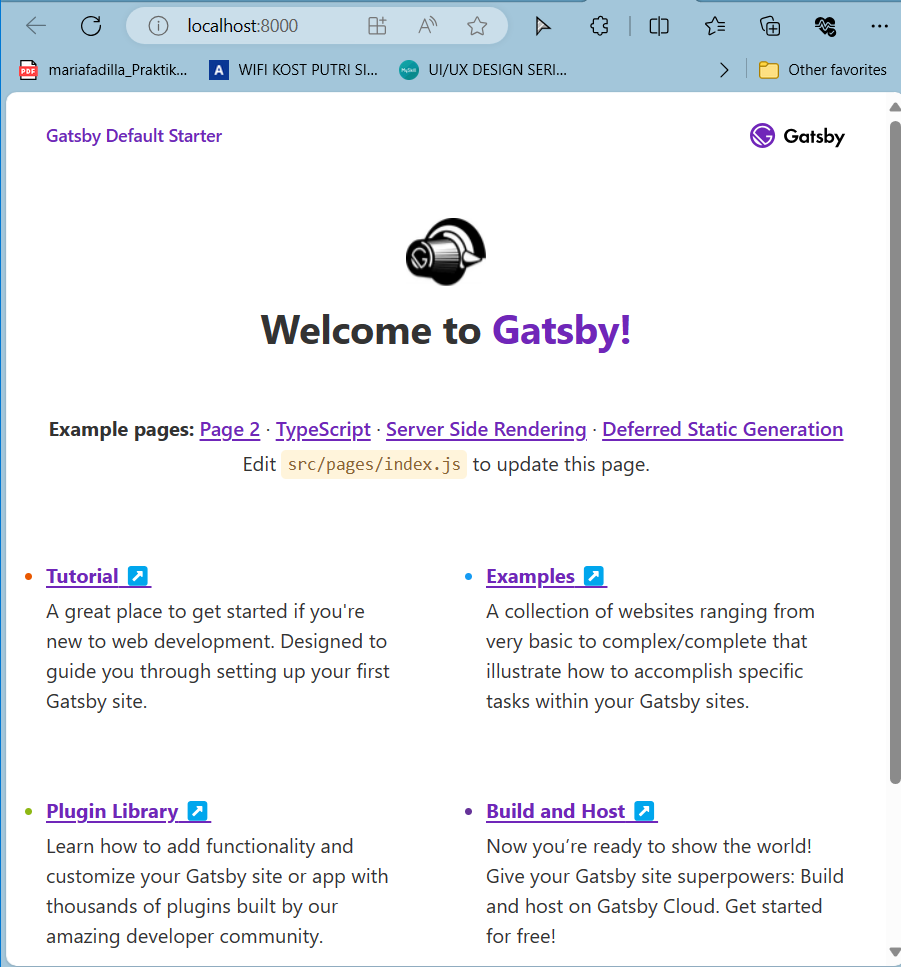 localhost:8000
mariafadilla_Praktik...
WIFI KOST PUTRI SI...
UI/UX DESIGN SERI...
Other favorites
Gatsby Default Starter
Gatsby
Welcome to Gatsby!
Example pages: Page 2 · TypeScript · Server Side Rendering · Deferred Static Generation
Edit src/pages/index.js to update this page.
Tutorial
A great place to get started if you're
new to web development. Designed to
guide you through setting up your first
Gatsby site.
Examples
A collection of websites ranging from
very basic to complex/complete that
illustrate how to accomplish specific
tasks within your Gatsby sites.
Plugin Library
Learn how to add functionality and
customize your Gatsby site or app with
thousands of plugins built by our
amazing developer community.
Build and Host
Now you’re ready to show the world!
Give your Gatsby site superpowers: Build
and host on Gatsby Cloud. Get started
for free!